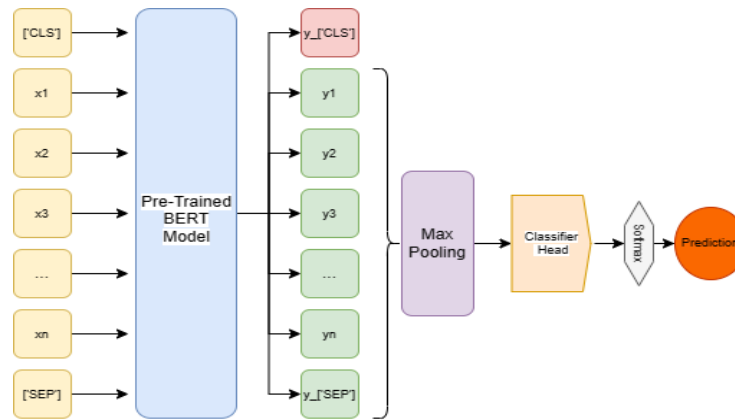 ['CLS']
x1
x2
x3
...
xn
['SEP']
Pre-Trained
BERT
Model
y_['CLS']
y1
y2
y3
...
yn
y_['SEP']
Max
Pooling
Classifier
Head
Softmax
Prediction